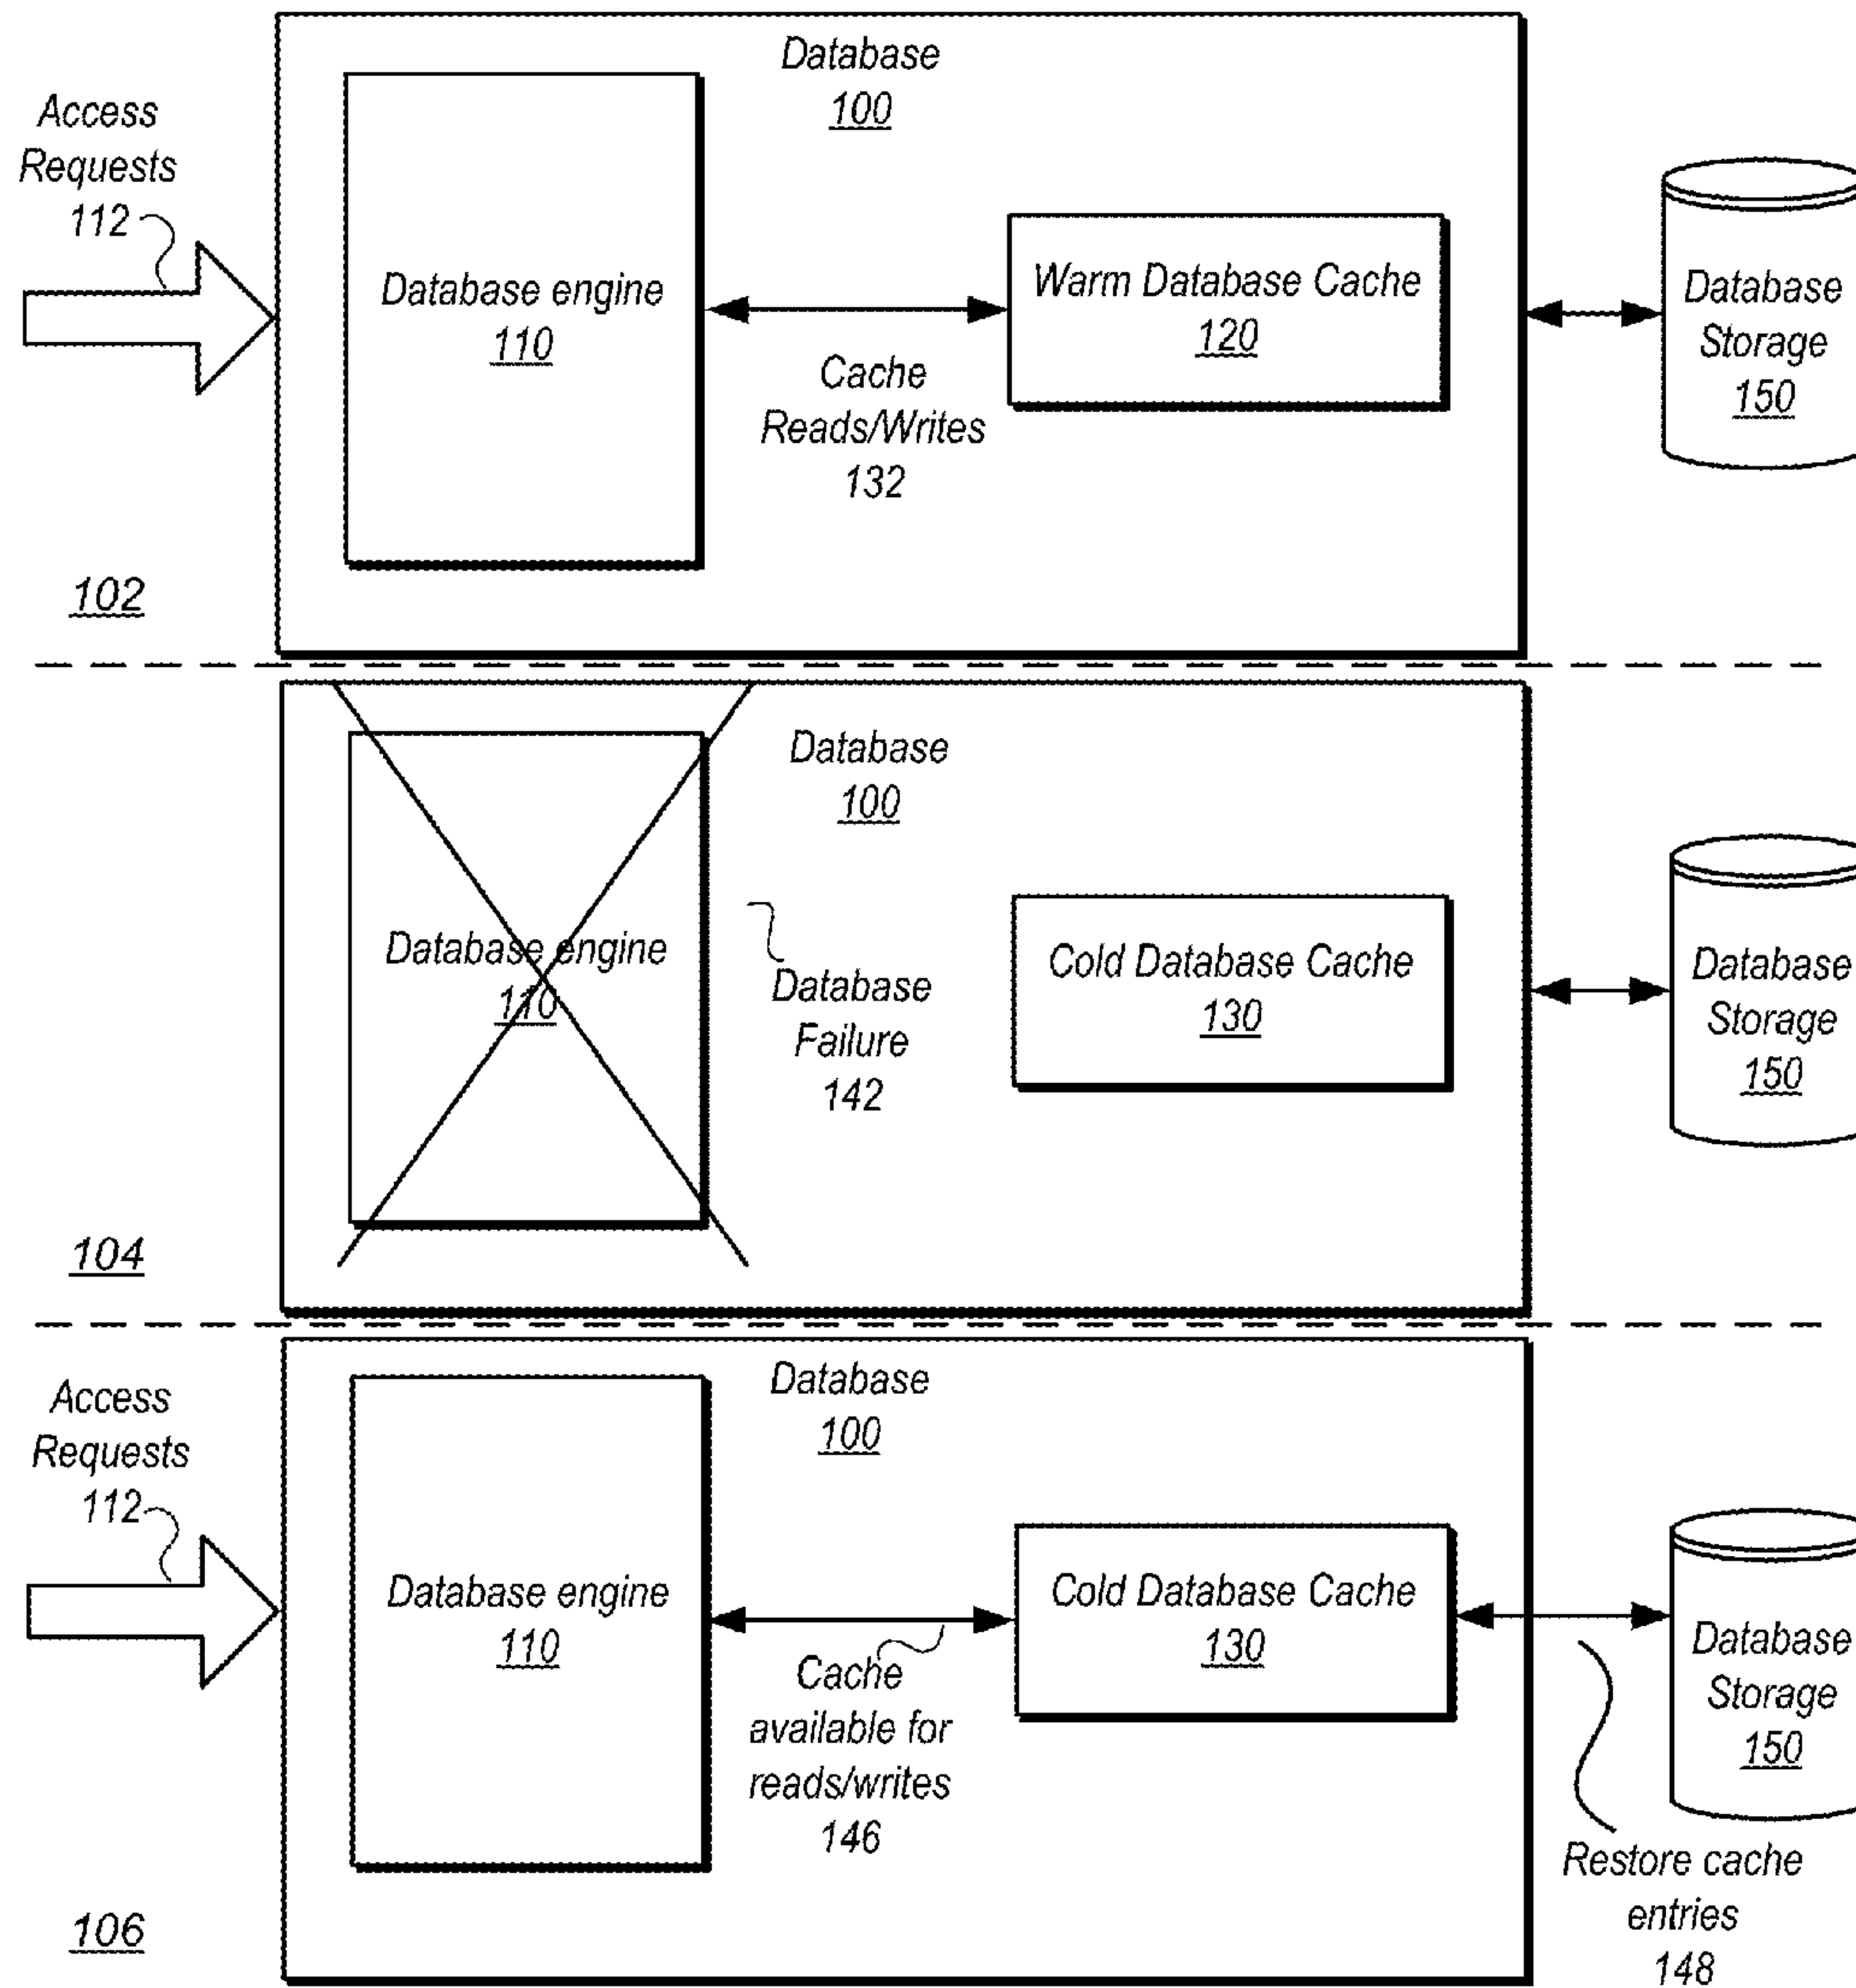 Database
100
Access
Requests
112
Database engine
110
Warm Database Cache
120
Cache
Reads/Writes
132
Database
Storage
150
102
Database
100
Database engine
110
Database
Failure
142
Cold Database Cache
130
Database
Storage
150
104
Database
100
Access
Requests
112
Database engine
110
Cache
available for
reads/writes
146
Cold Database Cache
130
Database
Storage
150
Restore cache
entries
148
106